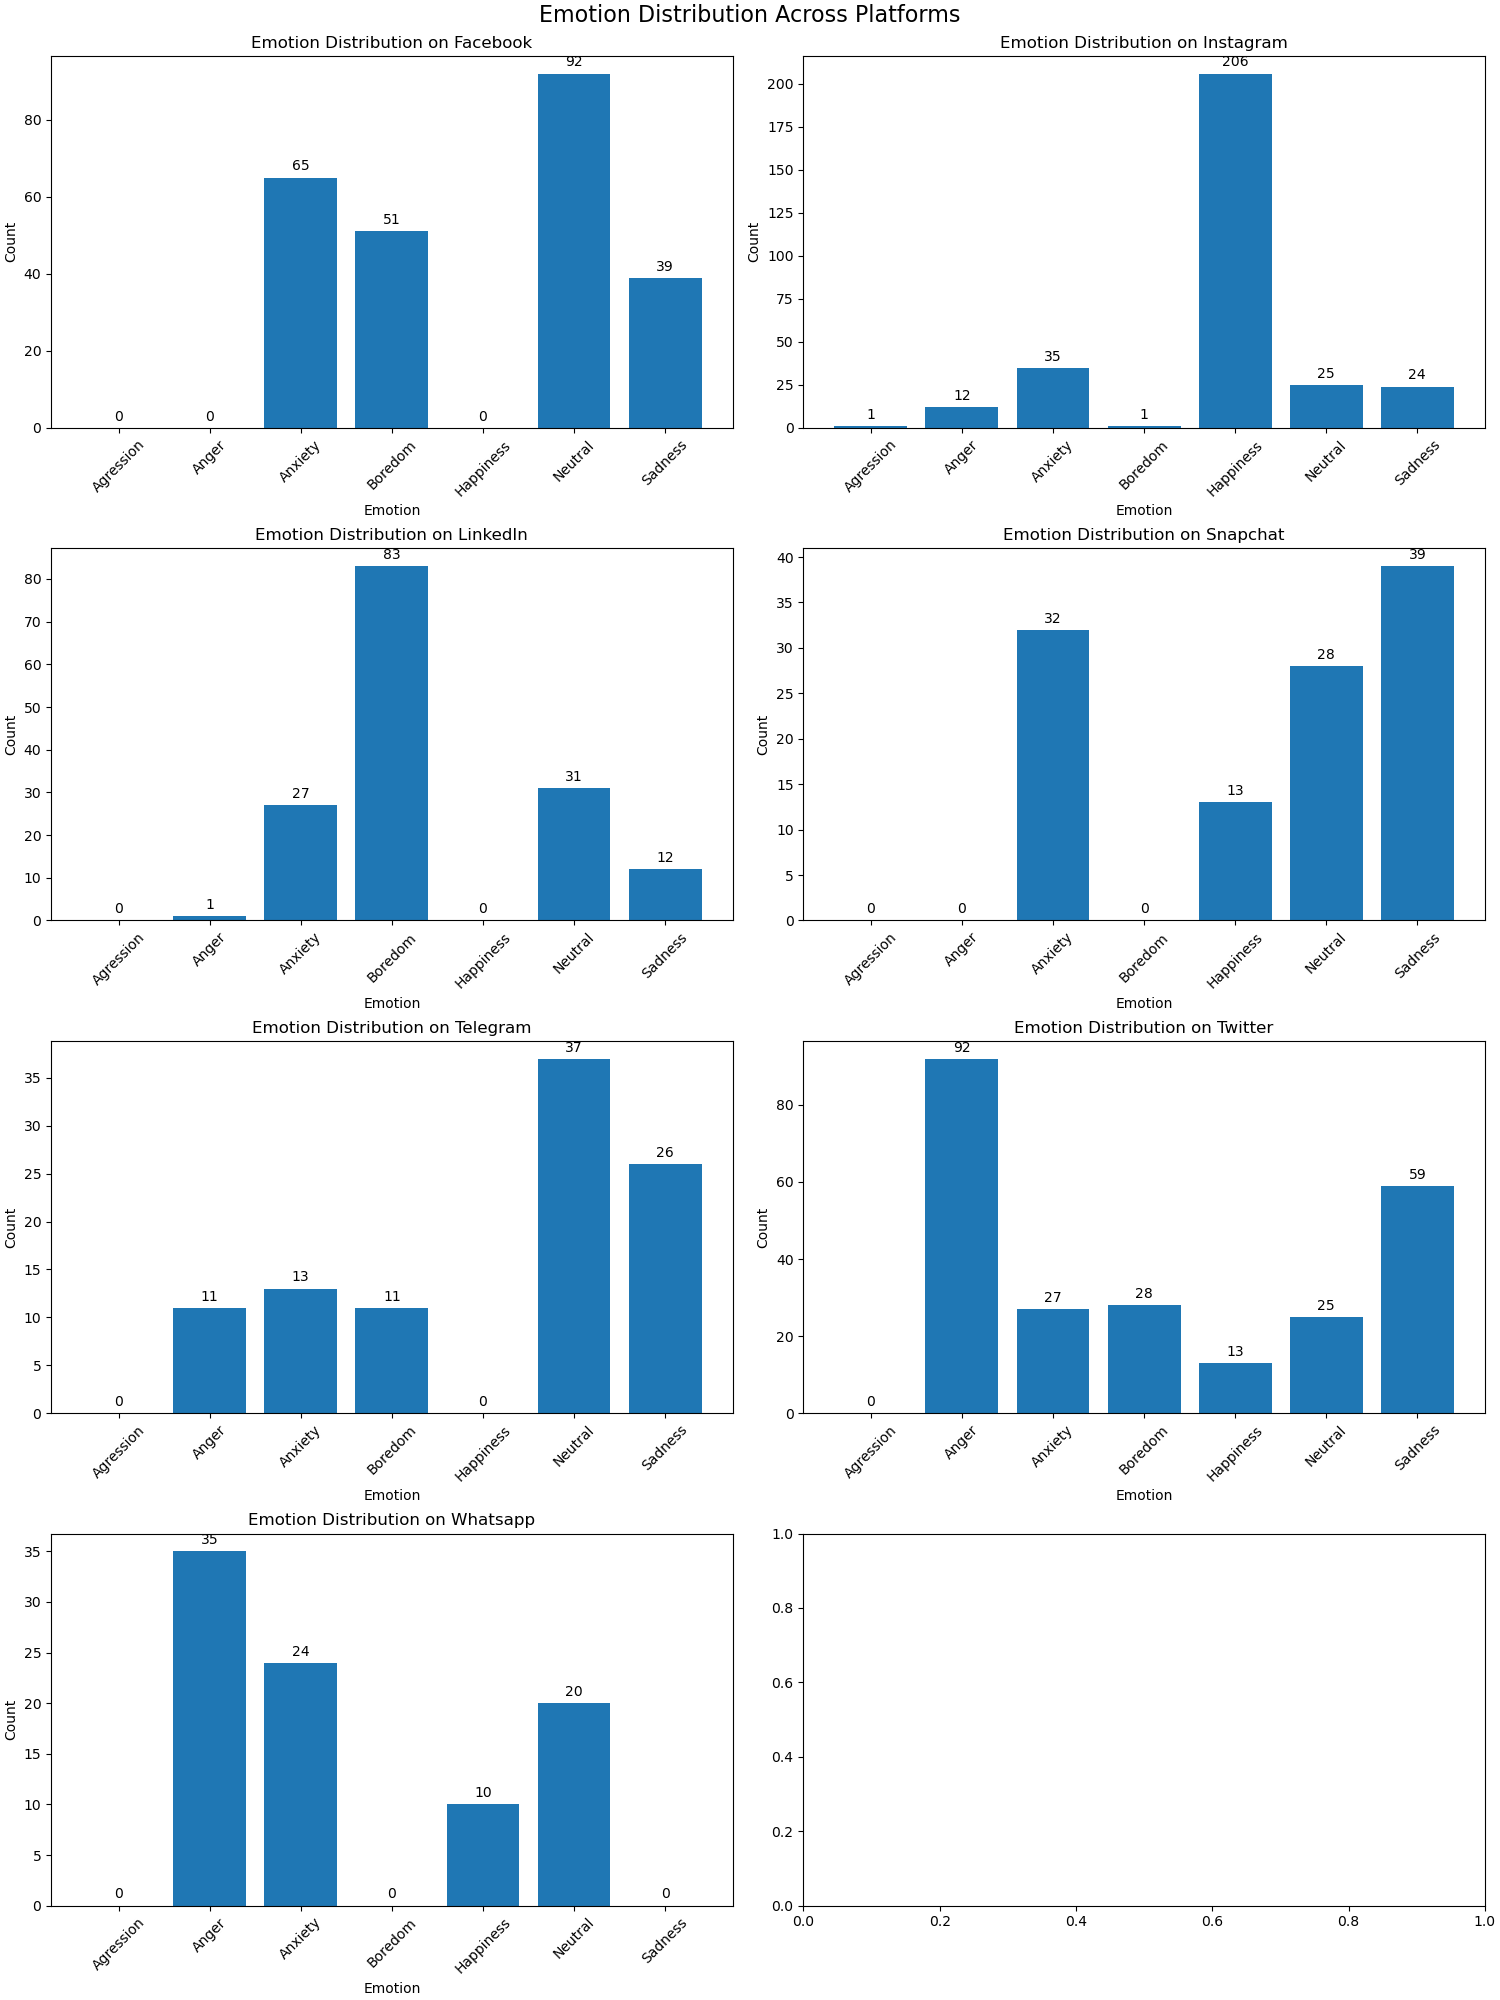 Emotion Distribution Across Platforms
Emotion Distribution on Facebook
Count
80
60
40
20
0
0
0
65
51
0
92
39
Agression
Anger
Anxiety
Boredom
Happiness
Neutral
Sadness
Emotion
Emotion Distribution on Instagram
Count
200
175
150
125
100
75
50
25
0
1
12
35
1
206
25
24
Agression
Anger
Anxiety
Boredom
Happiness
Neutral
Sadness
Emotion
Emotion Distribution on LinkedIn
Count
80
70
60
50
40
30
20
10
0
0
1
27
83
0
31
12
Agression
Anger
Anxiety
Boredom
Happiness
Neutral
Sadness
Emotion
Emotion Distribution on Snapchat
Count
40
35
30
25
20
15
10
5
0
0
0
32
0
13
28
39
Agression
Anger
Anxiety
Boredom
Happiness
Neutral
Sadness
Emotion
Emotion Distribution on Telegram
Count
35
30
25
20
15
10
5
0
0
11
13
11
0
37
26
Agression
Anger
Anxiety
Boredom
Happiness
Neutral
Sadness
Emotion
Emotion Distribution on Twitter
Count
80
60
40
20
0
0
92
27
28
13
25
59
Agression
Anger
Anxiety
Boredom
Happiness
Neutral
Sadness
Emotion
Emotion Distribution on Whatsapp
Count
35
30
25
20
15
10
5
0
0
35
24
0
10
20
0
Agression
Anger
Anxiety
Boredom
Happiness
Neutral
Sadness
Emotion
1.0
0.8
0.6
0.4
0.2
0.0
0.0
0.2
0.4
0.6
0.8
1.0